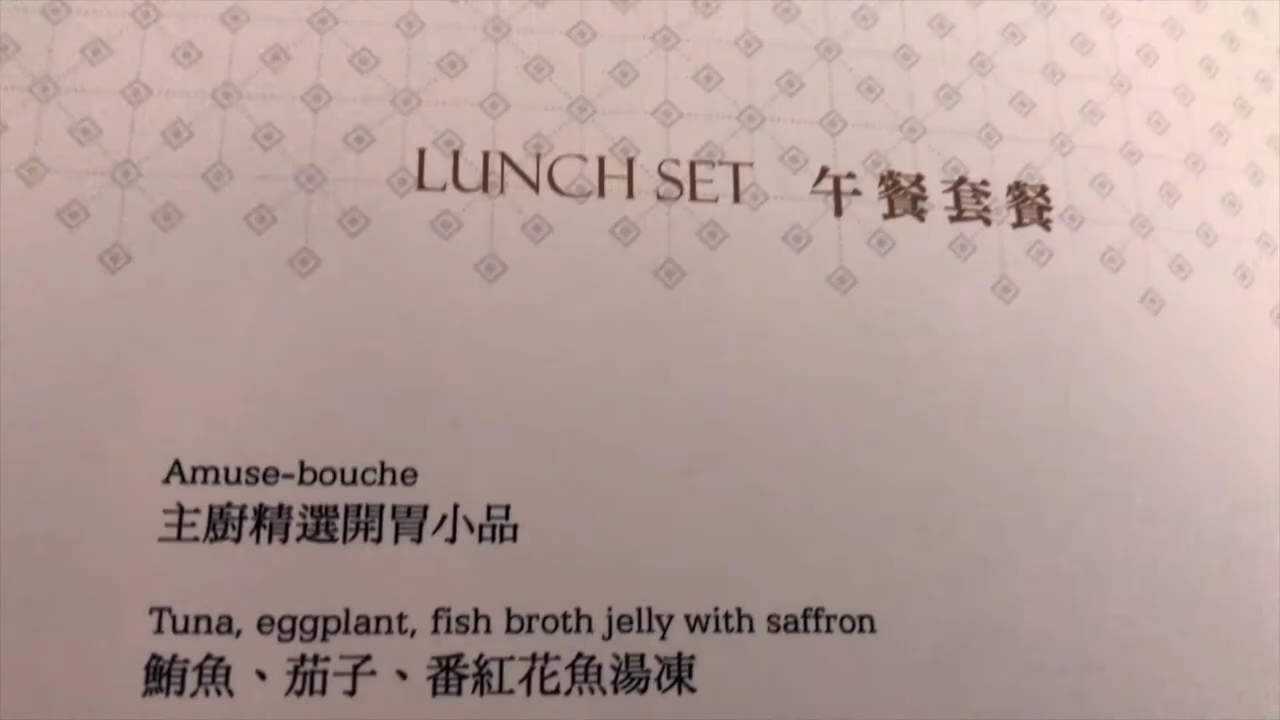 LUNCH SET 午餐套餐
Amuse-bouche
主廚精選開胃小品
Tuna, eggplant, fish broth jelly with saffron
鮪魚、茄子、番紅花魚湯凍